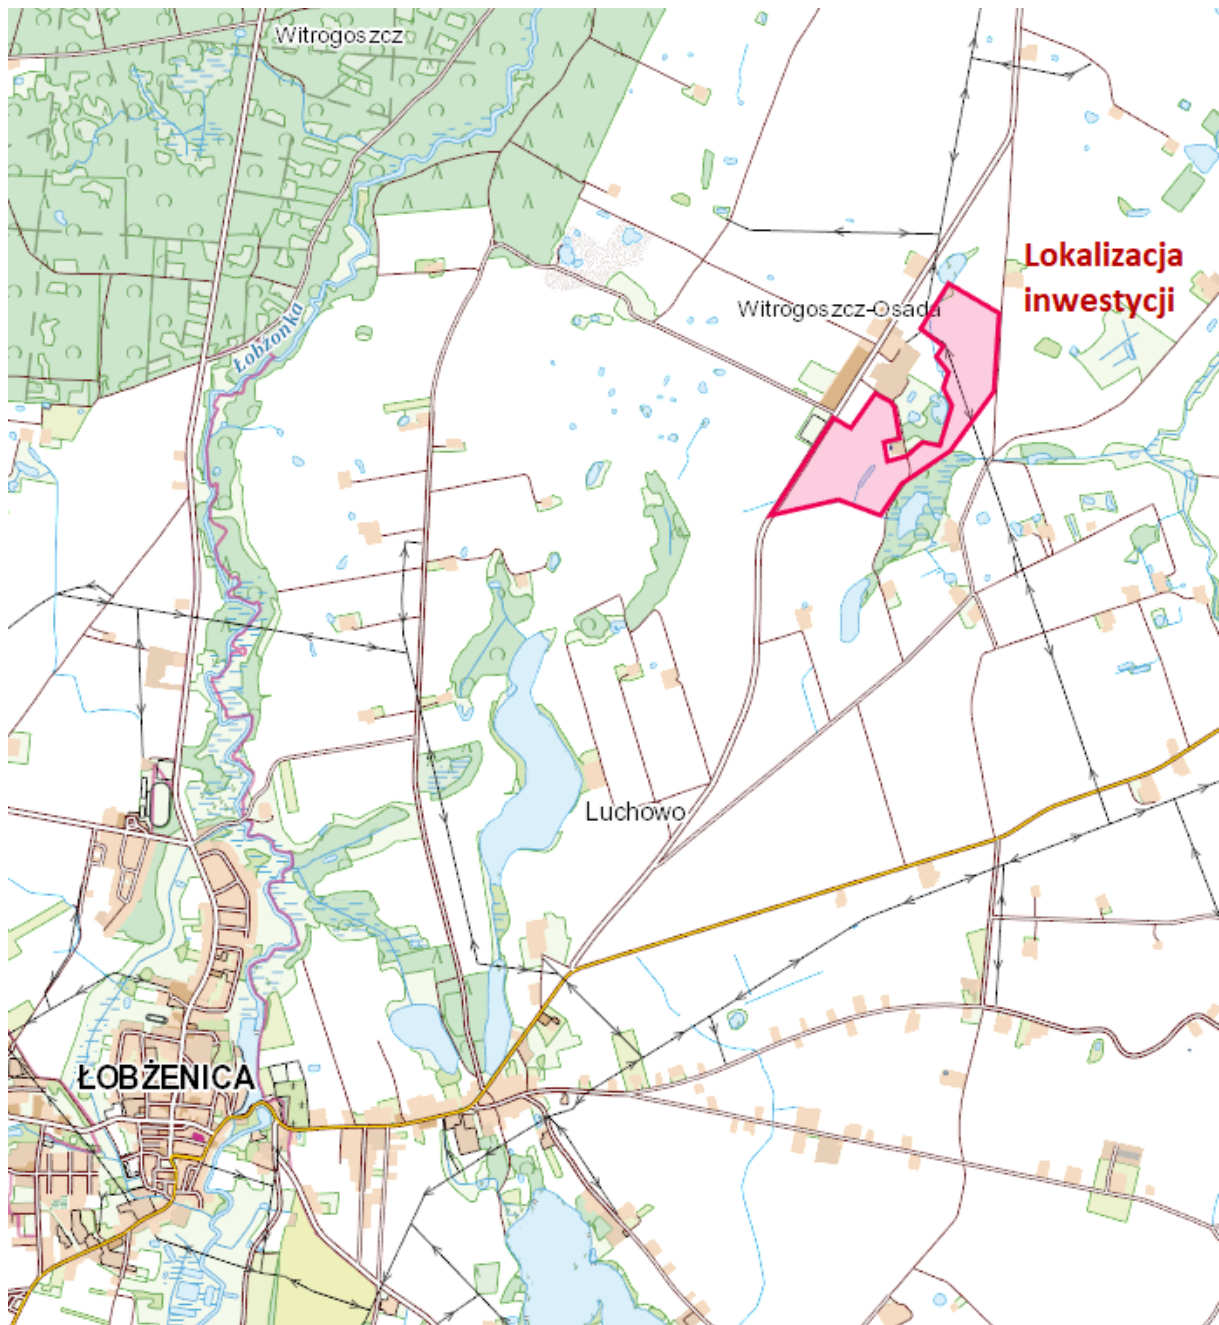 Witrogoszcz
Lokalizacja
inwestycji
Witrogoszcz-Osada
Łobżonka
Luchowo
ŁOBŻENICA